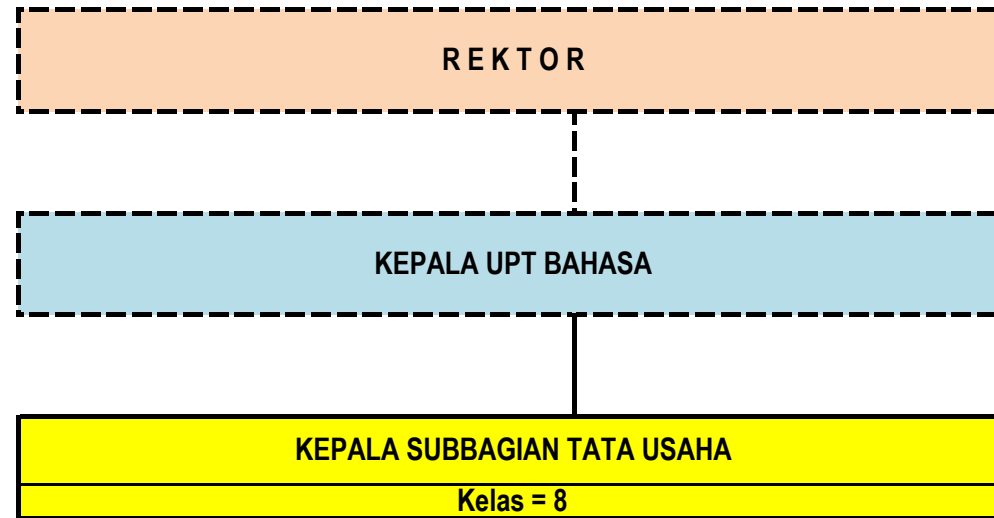 R E K T O R
KEPALA UPT BAHASA
KEPALA SUBBAGIAN TATA USAHA
Kelas = 8